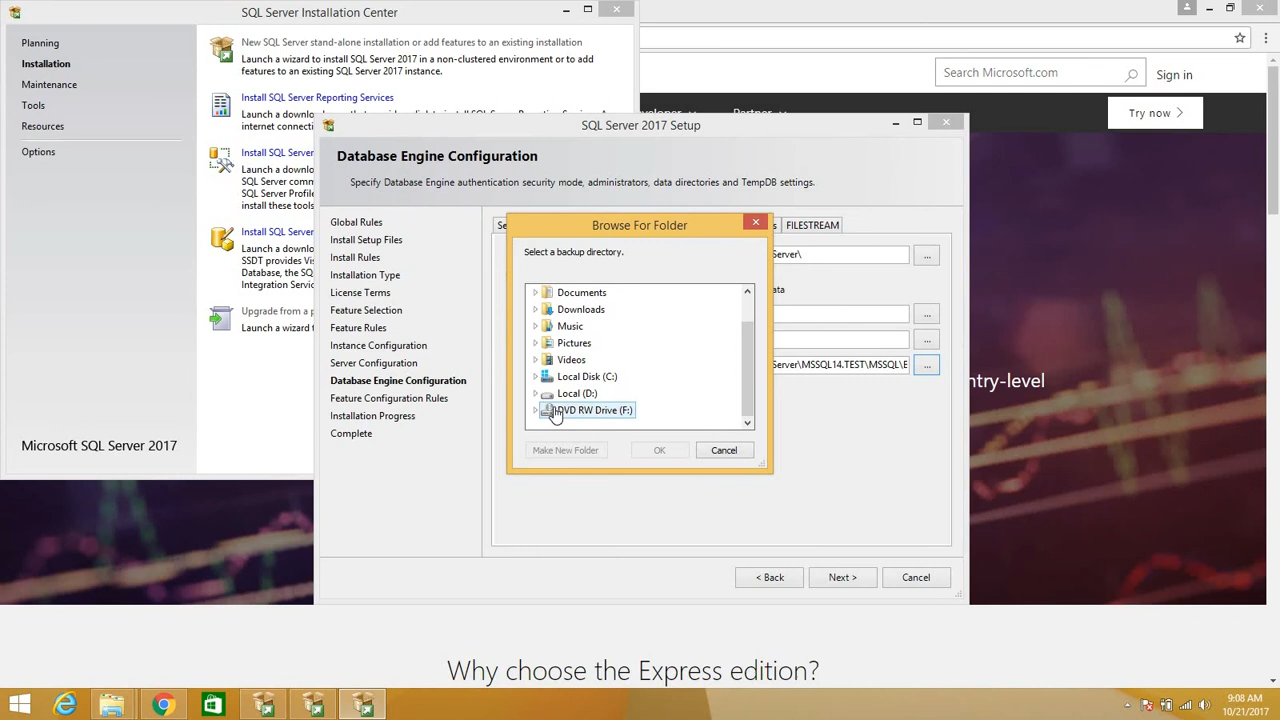 SQL Server Installation Center
Planning
Installation
Maintenance
Tools
Resources
Options
Microsoft SQL Server 2017
New SQL Server stand-alone installation or add features to an existing installation
Launch a wizard to install SQL Server 2017 in a non-clustered environment or to add
features to an existing SQL Server 2017 instance.
Install SQL Server Reporting Services
Launch a download
internet connecti
Install SQL Server
Launch a downlo
SQL Server comm
SQL Server Profile
install these tools
Install SQL Server
Launch a downlo
SSDT provides Vis
Database, the SQ
Integration Servic
Upgrade from a p
Launch a wizard t
Search Microsoft.com
Sign in
Partner
Try now
ntry-level
SQL Server 2017 Setup
Database Engine Configuration
Specify Database Engine authentication security mode, administrators, data directories and TempDB settings.
Global Rules
Install Setup Files
Install Rules
Installation Type
License Terms
Feature Selection
Feature Rules
Instance Configuration
Server Configuration
Database Engine Configuration
Feature Configuration Rules
Installation Progress
Complete
Se
s
FILESTREAM
Server\
...
ata
...
...
Server\MSSQL14.TEST\MSSQL\B
...
Browse For Folder
Select a backup directory.
Documents
Downloads
Music
Pictures
Videos
Local Disk (C:)
Local (D:)
DVD RW Drive (F:)
Make New Folder
OK
Cancel
< Back
Next >
Cancel
Why choose the Express edition?
9:08 AM
10/21/2017